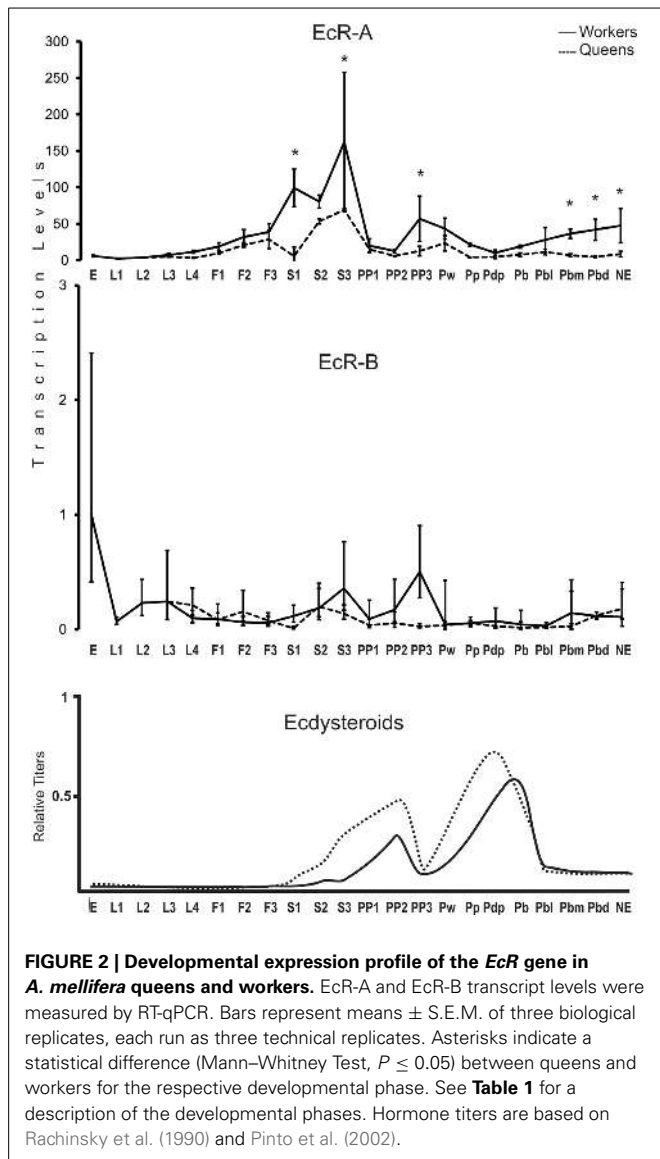 EcR-A
Workers
Queens
300
250
200
150
100
50
0
* * * * * *
E L1 L2 L3 L4 F1 F2 F3 S1 S2 S3 PP1 PP2 PP3 Pw Pp Pdp Pb Pbl Pbm Pbd NE
Transcription Levels
3
2
1
0
EcR-B
E L1 L2 L3 L4 F1 F2 F3 S1 S2 S3 PP1 PP2 PP3 Pw Pp Pdp Pb Pbl Pbm Pbd NE
1
0.5
Relative Titers
Ecdysteroids
E L1 L2 L3 L4 F1 F2 F3 S1 S2 S3 PP1 PP2 PP3 Pw Pp Pdp Pb Pbl Pbm Pbd NE
FIGURE 2 | Developmental expression profile of the EcR gene in
A. mellifera queens and workers. EcR-A and EcR-B transcript levels were
measured by RT-qPCR. Bars represent means ± S.E.M. of three biological
replicates, each run as three technical replicates. Asterisks indicate a
statistical difference (Mann–Whitney Test, P ≤ 0.05) between queens and
workers for the respective developmental phase. See Table 1 for a
description of the developmental phases. Hormone titers are based on
Rachinsky et al. (1990) and Pinto et al. (2002).